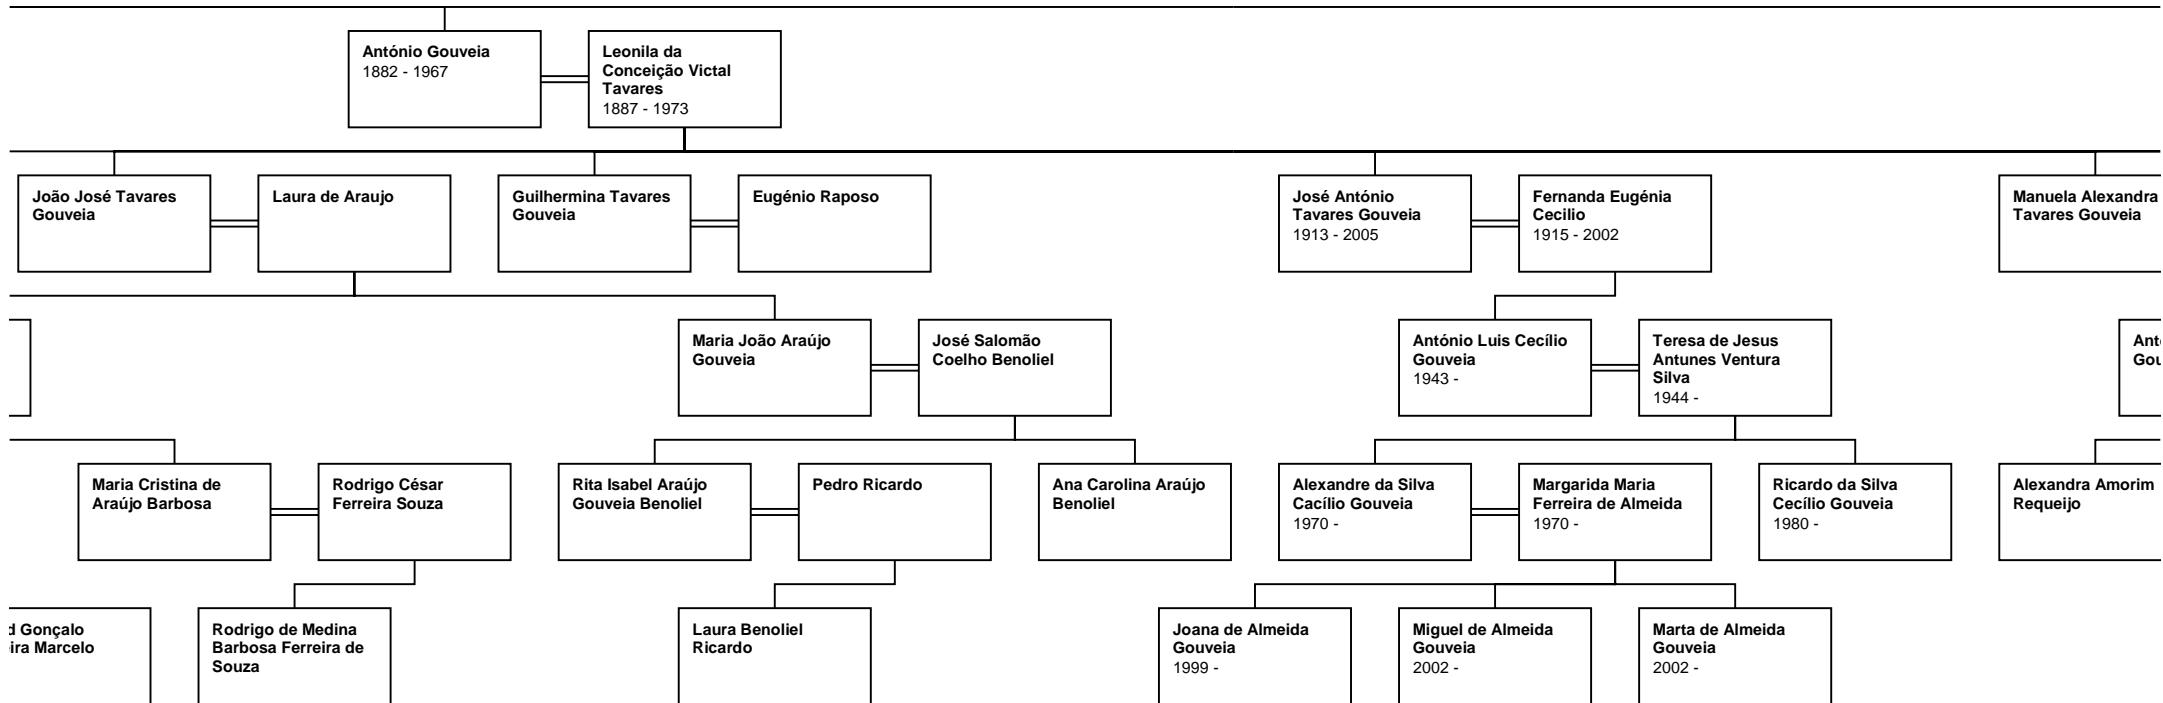 António Gouveia
1882 - 1967
Leonila da
Conceição Victal
Tavares
1887 - 1973
João José Tavares
Gouveia
Laura de Araujo
Guilhermina Tavares
Gouveia
Eugénio Raposo
José António
Tavares Gouveia
1913 - 2005
Fernanda Eugénia
Cecilio
1915 - 2002
Manuela Alexandra
Tavares Gouveia
Maria João Araújo
Gouveia
José Salomão
Coelho Benoliel
António Luis Cecílio
Gouveia
1943 -
Teresa de Jesus
Antunes Ventura
Silva
1944 -
Maria Cristina de
Araújo Barbosa
Rodrigo César
Ferreira Souza
Rita Isabel Araújo
Gouveia Benoliel
Pedro Ricardo
Ana Carolina Araújo
Benoliel
Alexandre da Silva
Cacílio Gouveia
1970 -
Margarida Maria
Ferreira de Almeida
1970 -
Ricardo da Silva
Cecílio Gouveia
1980 -
Alexandra Amorim
Requeijo
Gonçalo
Marcelo
Rodrigo de Medina
Barbosa Ferreira de
Souza
Laura Benoliel
Ricardo
Joana de Almeida
Gouveia
1999 -
Miguel de Almeida
Gouveia
2002 -
Marta de Almeida
Gouveia
2002 -